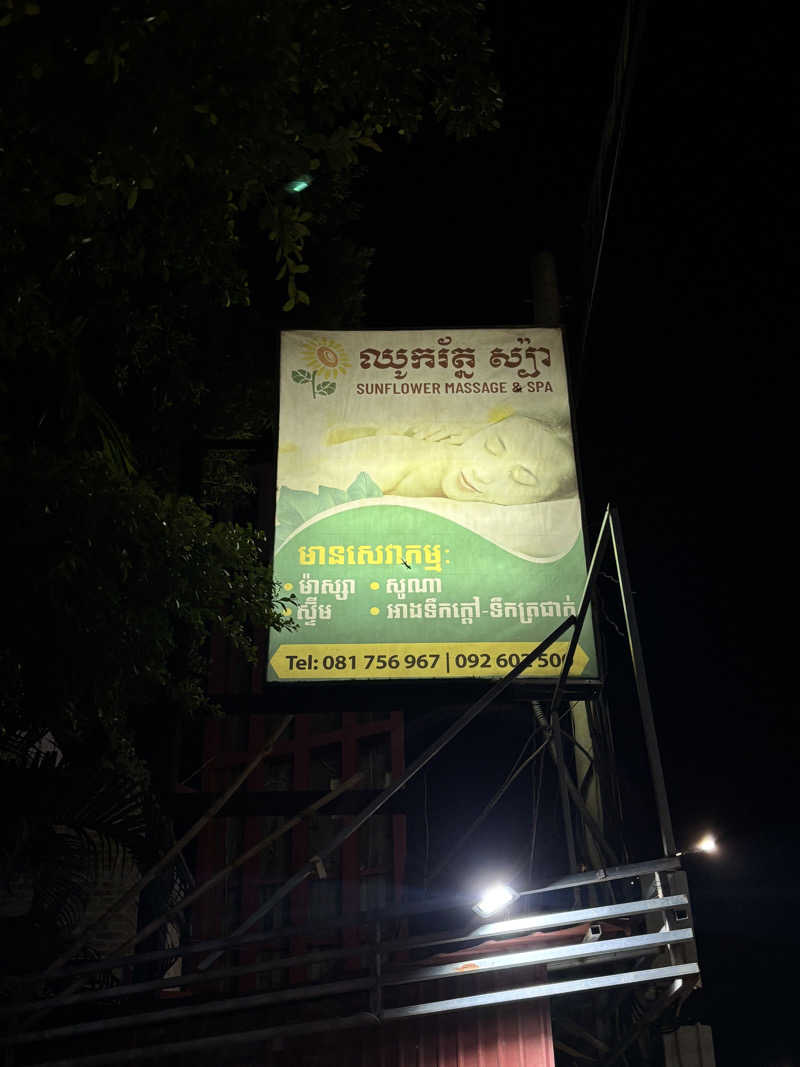 ឈូករ័ត្ន ស្ប៉ា
SUNFLOWER MASSAGE & SPA
មានសេវាកម្ម:
• ម៉ាស្សា • សូណា
• ស្ទីម • អាងទឹកក្តៅ-ទឹកត្រជាក់
Tel: 081 756 967 | 092 602 500